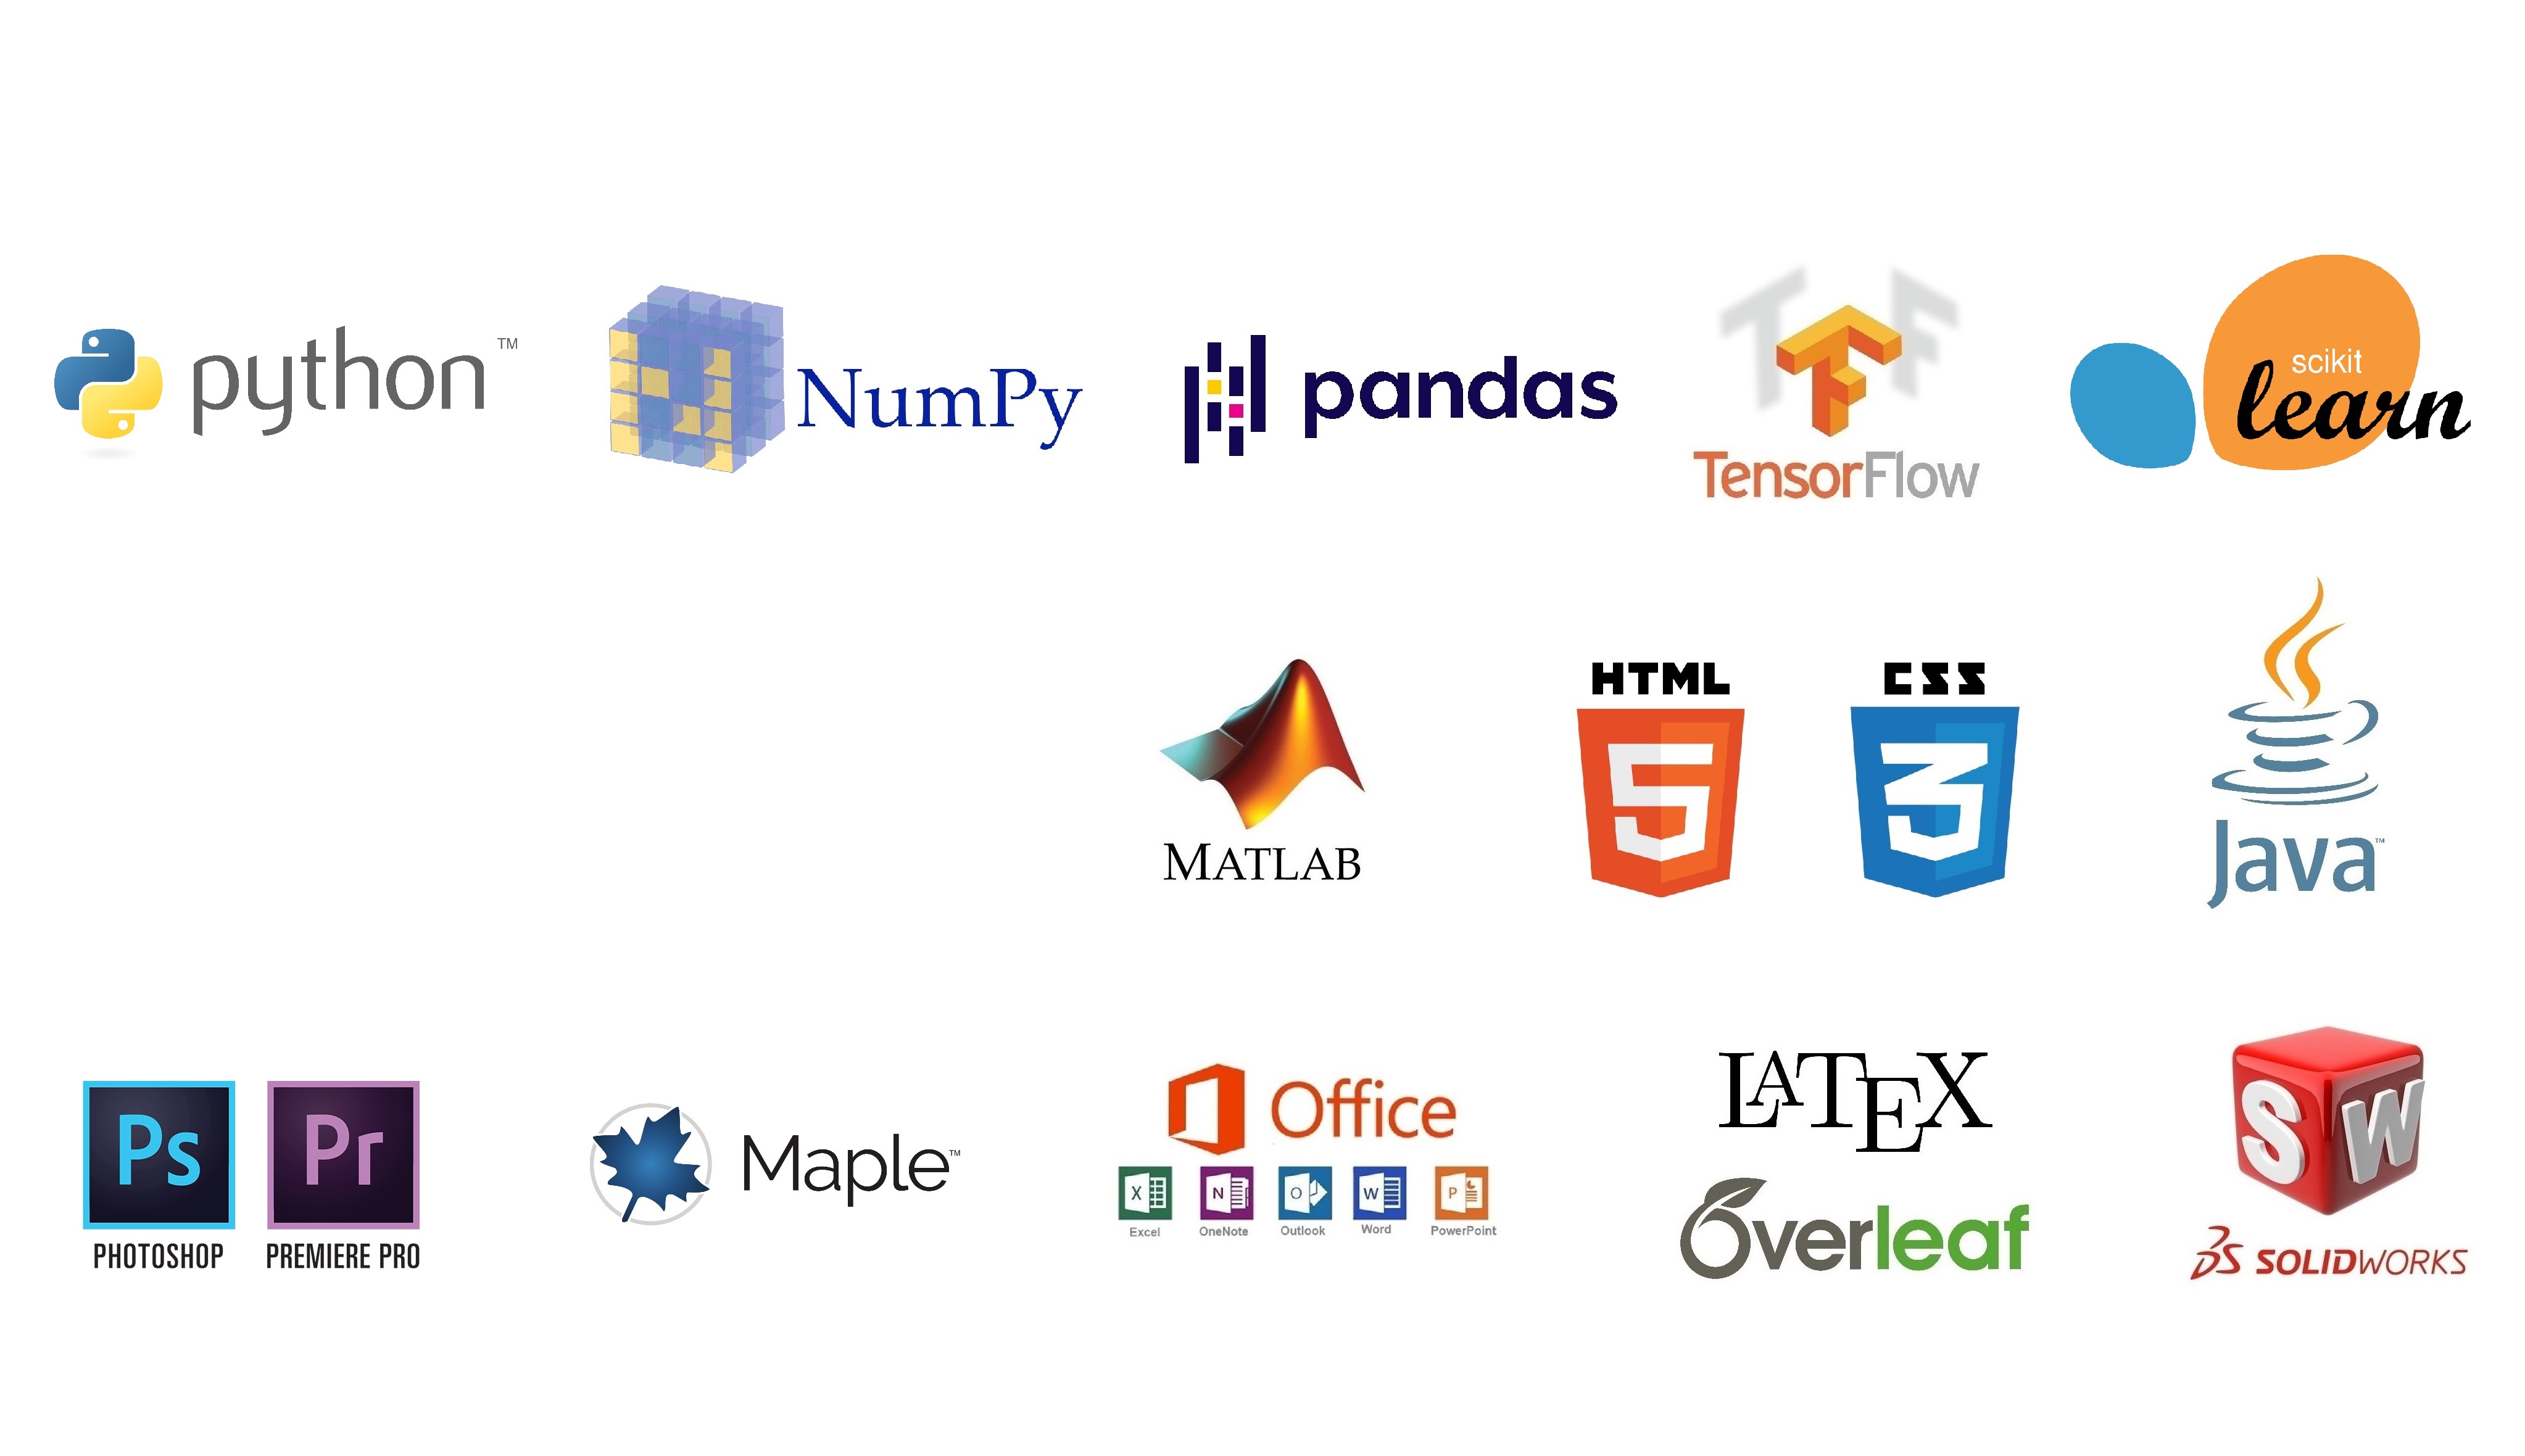 python™
NumPy
pandas
TensorFlow
scikit
learn
MATLAB
HTML
5
CSS
3
Java™
Ps
Pr
PHOTOSHOP
PREMIERE PRO
Maple™
Office
X
N
O
W
P
Excel
OneNote
Outlook
Word
PowerPoint
LATEX
Overleaf
SW
SOLIDWORKS